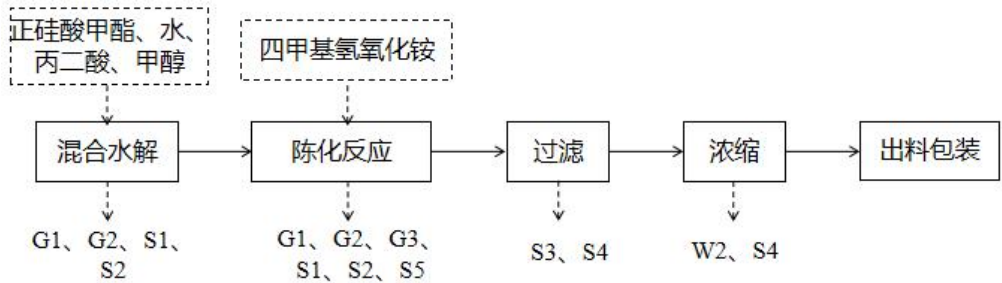 正硅酸甲酯、水、
丙二酸、甲醇
四甲基氢氧化铵
混合水解
陈化反应
过滤
浓缩
出料包装
G1、G2、S1、
S2
G1、G2、G3、
S1、S2、S5
S3、S4
W2、S4